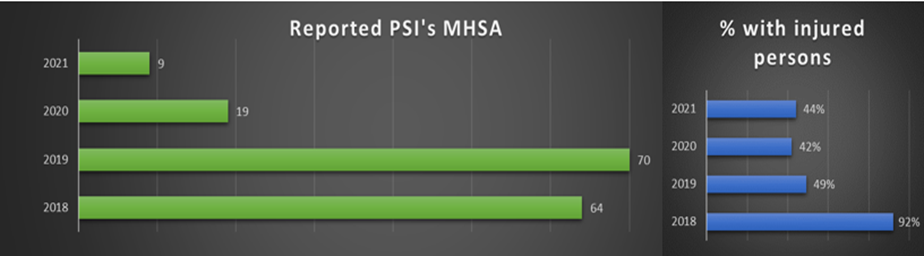 Reported PSI's MHSA
2021 9
2020 19
2019 70
2018 64
% with injured
persons
2021 44%
2020 42%
2019 49%
2018 92%